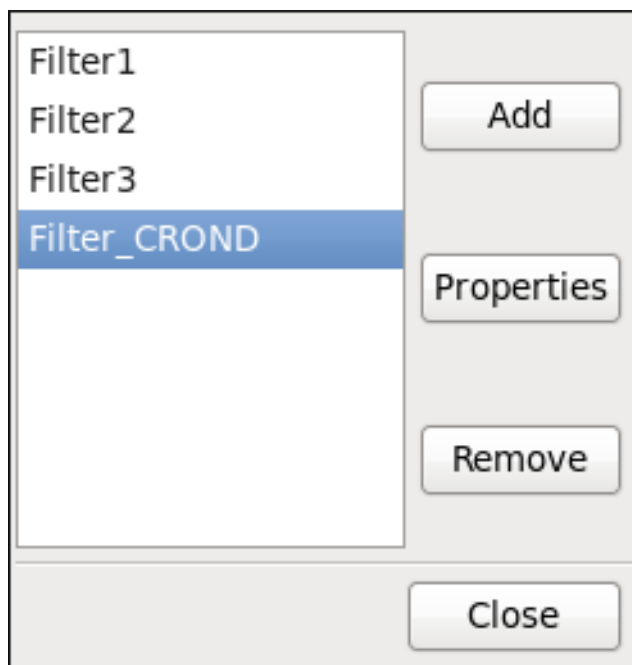 Filter1
Filter2
Filter3
Filter_CROND
Add
Properties
Remove
Close